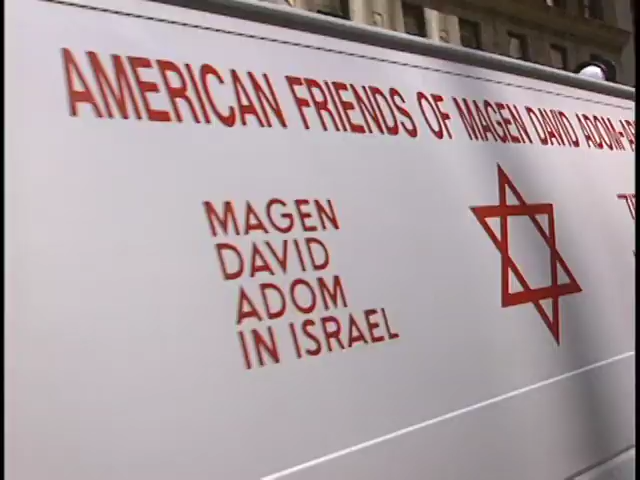 AMERICAN FRIENDS OF MAGEN DAVID ADOM-
MAGEN
DAVID
ADOM
IN ISRAEL